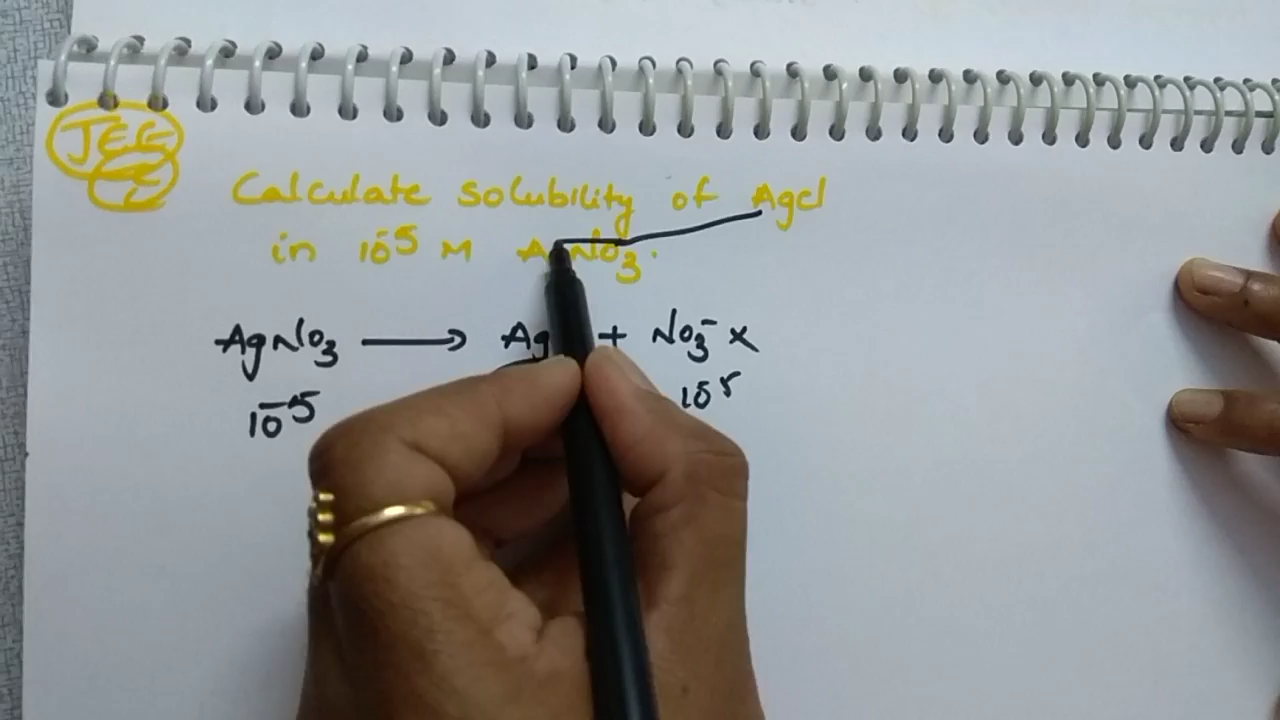 JEE
Calculate solubility of Agcl
in 10⁻⁵ M AgNO₃.
AgNO₃ ⟶ Ag + NO₃⁻ x
10⁻⁵ 10⁻⁵